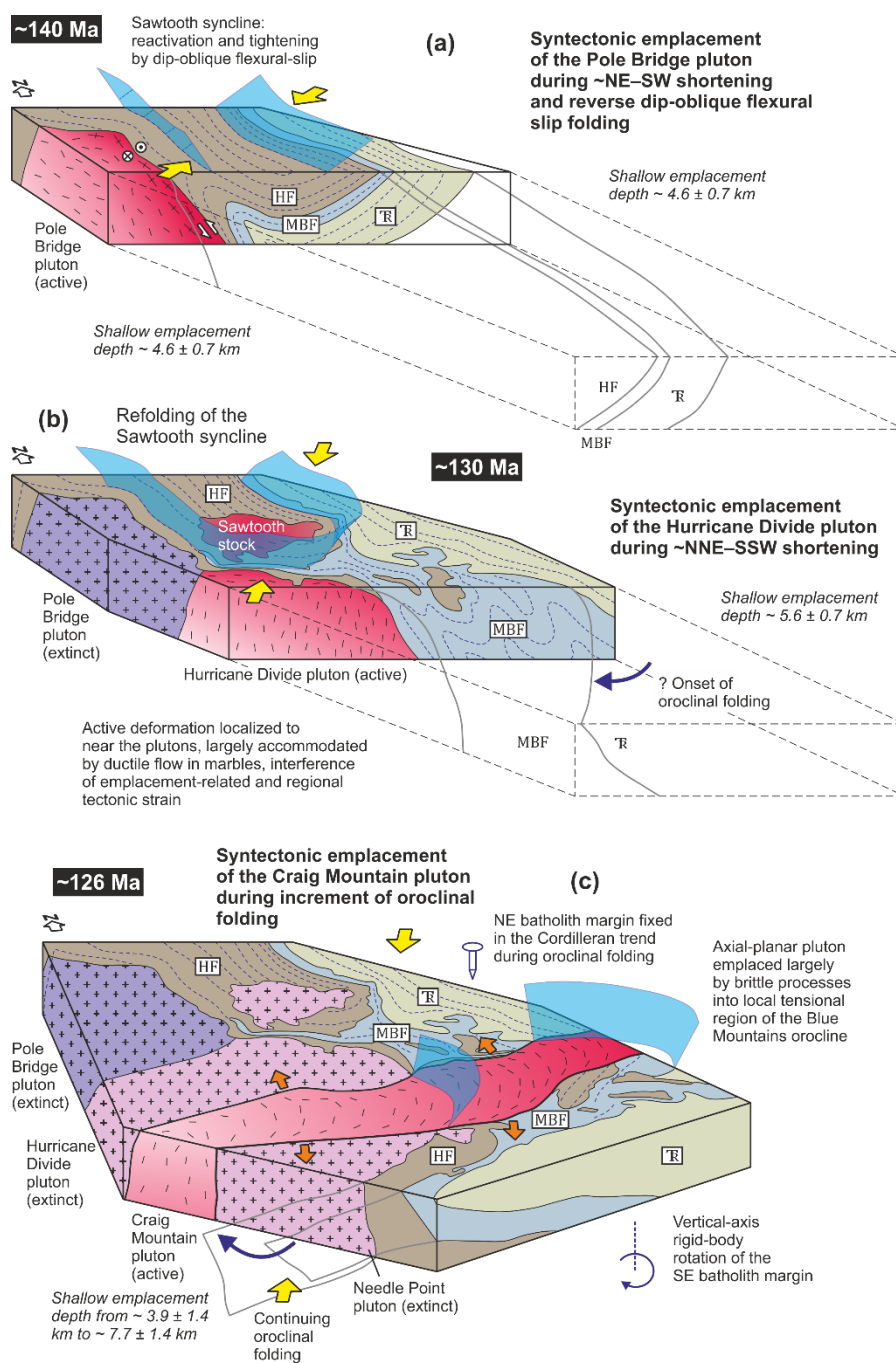 ~140 Ma
Sawtooth syncline:
reactivation and tightening
by dip-oblique flexural-slip
(a)
Syntectonic emplacement
of the Pole Bridge pluton
during ~NE–SW shortening
and reverse dip-oblique flexural
slip folding
N
Shallow emplacement
depth ~ 4.6 ± 0.7 km
HF
MBF
TR
Pole
Bridge
pluton
(active)
Shallow emplacement
depth ~ 4.6 ± 0.7 km
HF
TR
MBF
(b)
Refolding of the
Sawtooth syncline
~130 Ma
N
HF
Sawtooth
stock
TR
Syntectonic emplacement
of the Hurricane Divide pluton
during ~NNE–SSW shortening
Pole
Bridge
pluton
(extinct)
Shallow emplacement
depth ~ 5.6 ± 0.7 km
MBF
Hurricane Divide pluton (active)
? Onset of
oroclinal folding
Active deformation localized to
near the plutons, largely accommodated
by ductile flow in marbles, interference
of emplacement-related and regional
tectonic strain
MBF
TR
~126 Ma
Syntectonic emplacement
of the Craig Mountain pluton
during increment of oroclinal
folding
(c)
N
NE batholith margin fixed
in the Cordilleran trend
during oroclinal folding
Axial-planar pluton
emplaced largely
by brittle processes
into local tensional
region of the Blue
Mountains orocline
HF
TR
MBF
Pole
Bridge
pluton
(extinct)
MBF
HF
TR
Hurricane
Divide
pluton
(extinct)
Craig
Mountain
pluton
(active)
Vertical-axis
rigid-body
rotation of the
SE batholith margin
Needle Point
pluton (extinct)
Shallow emplacement
depth from ~ 3.9 ± 1.4
km to ~ 7.7 ± 1.4 km
Continuing
oroclinal
folding